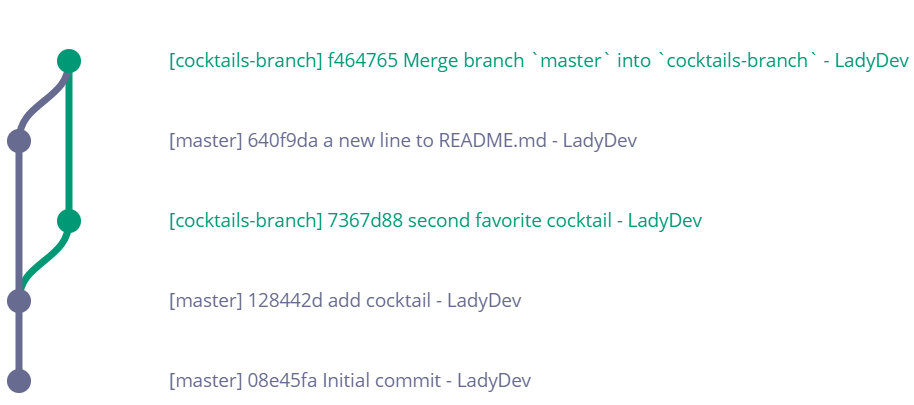 [cocktails-branch] f464765 Merge branch `master` into `cocktails-branch` - LadyDev
[master] 640f9da a new line to README.md - LadyDev
[cocktails-branch] 7367d88 second favorite cocktail - LadyDev
[master] 128442d add cocktail - LadyDev
[master] 08e45fa Initial commit - LadyDev